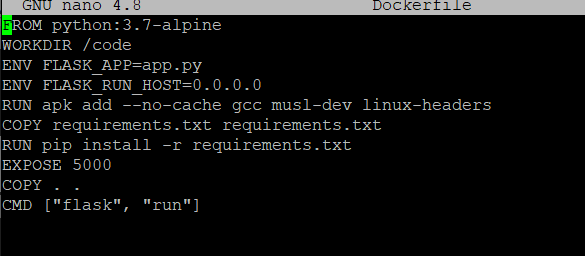 GNU nano 4.8 Dockerfile
FROM python:3.7-alpine
WORKDIR /code
ENV FLASK_APP=app.py
ENV FLASK_RUN_HOST=0.0.0.0
RUN apk add --no-cache gcc musl-dev linux-headers
COPY requirements.txt requirements.txt
RUN pip install -r requirements.txt
EXPOSE 5000
COPY . .
CMD ["flask", "run"]